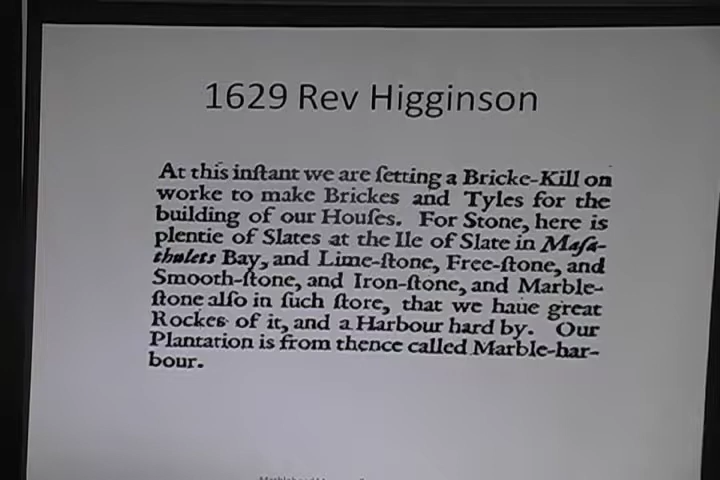 1629 Rev Higginson
At this inſtant we are ſetting a Bricke-Kill on
worke to make Brickes and Tyles for the
building of our Houſes. For Stone, here is
plentie of Slates at the Ile of Slate in Maſa-
thulets Bay, and Lime-ſtone, Free-ſtone, and
Smooth-ſtone, and Iron-ſtone, and Marble-
ſtone alſo in ſuch ſtore, that we haue great
Rockes of it, and a Harbour hard by. Our
Plantation is from thence called Marble-har-
bour.